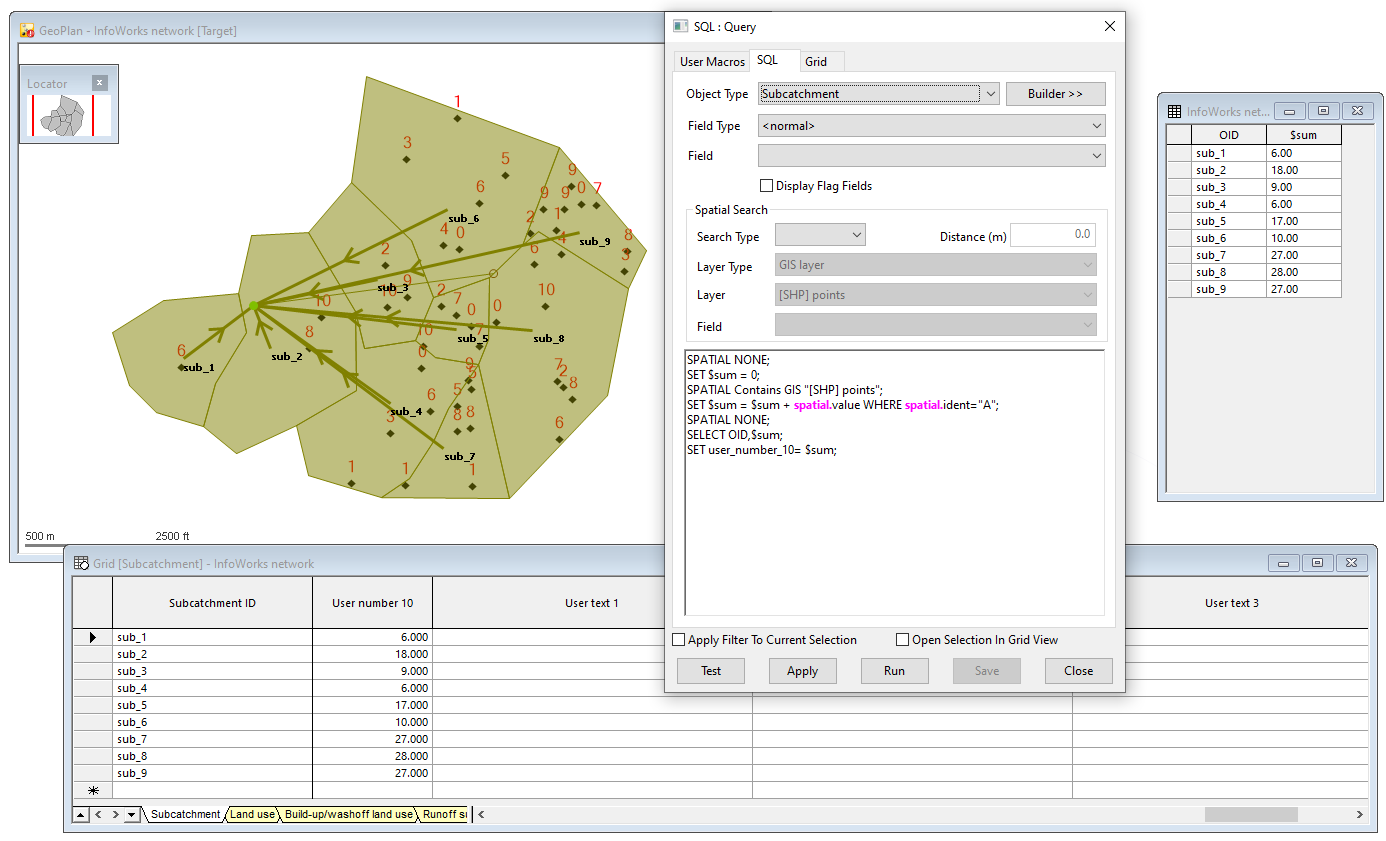 GeoPlan - InfoWorks network [Target]
Locator
1
3
5
6
9
9
9
0
7
2
1
sub_6
4
0
4
sub_9
8
2
6
3
9
sub_3
10
10
2
7
0
0
10
8
10
sub_5
7
sub_8
6
sub_1
sub_2
0
9
5
7
2
8
6
5
3
sub_4
8
8
6
sub_7
1
1
1
500 m
2500 ft
SQL : Query
User Macros
SQL
Grid
Object Type
Subcatchment
Builder >>
Field Type
<normal>
Field
Display Flag Fields
Spatial Search
Search Type
Distance (m)
0.0
Layer Type
GIS layer
Layer
[SHP] points
Field
SPATIAL NONE;
SET $sum = 0;
SPATIAL Contains GIS "[SHP] points";
SET $sum = $sum + spatial.value WHERE spatial.ident="A";
SPATIAL NONE;
SELECT OID,$sum;
SET user_number_10= $sum;
Apply Filter To Current Selection
Open Selection In Grid View
Test
Apply
Run
Save
Close
InfoWorks net...
OID $sum
sub_1 6.00
sub_2 18.00
sub_3 9.00
sub_4 6.00
sub_5 17.00
sub_6 10.00
sub_7 27.00
sub_8 28.00
sub_9 27.00
Grid [Subcatchment] - InfoWorks network
Subcatchment ID User number 10 User text 1 User text 3
sub_1 6.000
sub_2 18.000
sub_3 9.000
sub_4 6.000
sub_5 17.000
sub_6 10.000
sub_7 27.000
sub_8 28.000
sub_9 27.000
Subcatchment
Land use
Build-up/washoff land use
Runoff